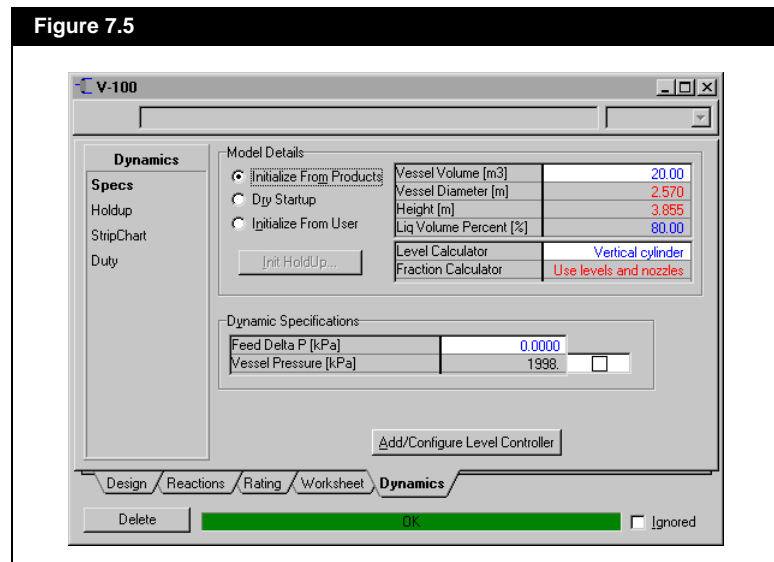 Figure 7.5
V-100
Dynamics
Specs
Holdup
StripChart
Duty
Model Details
Initialize From Products
Dry Startup
Initialize From User
Init HoldUp...
Vessel Volume [m3] 20.00
Vessel Diameter [m] 2.570
Height [m] 3.855
Liq Volume Percent [%] 80.00
Level Calculator Vertical cylinder
Fraction Calculator Use levels and nozzles
Dynamic Specifications
Feed Delta P [kPa] 0.0000
Vessel Pressure [kPa] 1998.
Add/Configure Level Controller
Design Reactions Rating Worksheet Dynamics
Delete OK Ignored